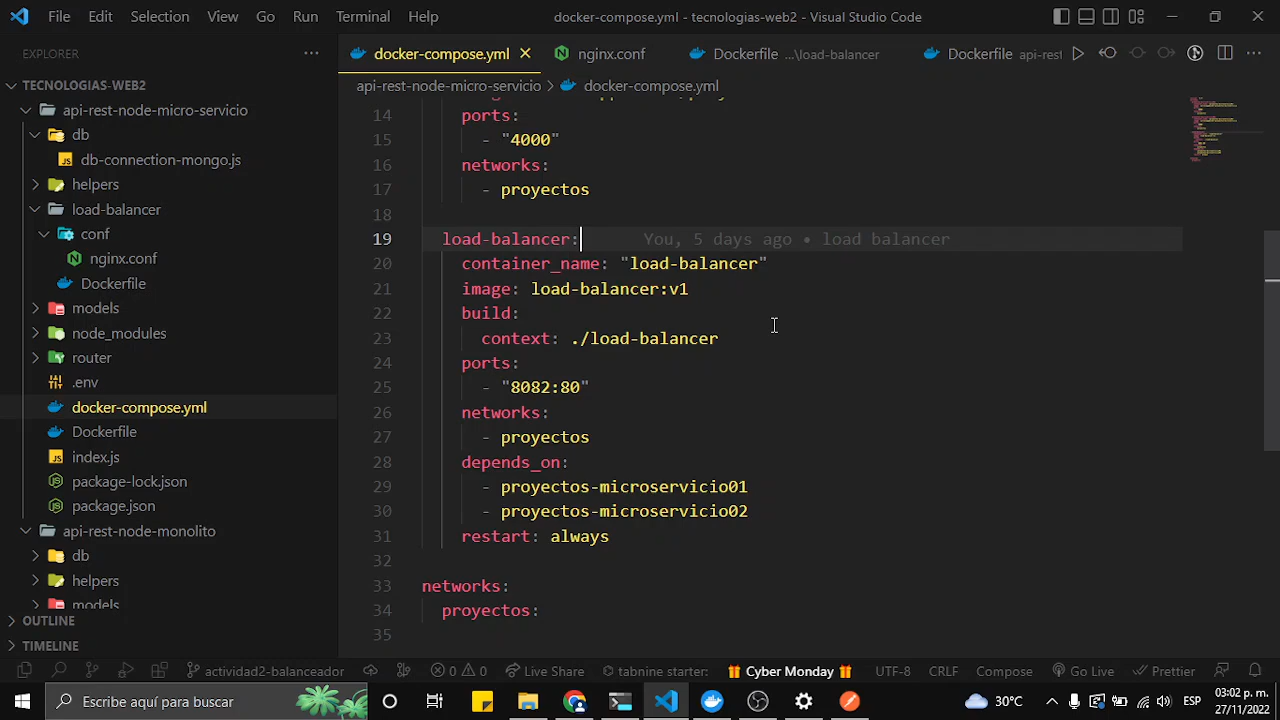 File Edit Selection View Go Run Terminal Help docker-compose.yml - tecnologias-web2 - Visual Studio Code
EXPLORER
docker-compose.yml nginx.conf Dockerfile ...\load-balancer Dockerfile api-rest
TECNOLOGIAS-WEB2
api-rest-node-micro-servicio > docker-compose.yml
api-rest-node-micro-servicio
db
db-connection-mongo.js
helpers
load-balancer
conf
nginx.conf
Dockerfile
models
node_modules
router
.env
docker-compose.yml
Dockerfile
index.js
package-lock.json
package.json
api-rest-node-monolito
db
helpers
models
OUTLINE
TIMELINE
14 ports:
15 - "4000"
16 networks:
17 - proyectos
18
19 load-balancer: You, 5 days ago • load balancer
20 container_name: "load-balancer"
21 image: load-balancer:v1
22 build:
23 context: ./load-balancer
24 ports:
25 - "8082:80"
26 networks:
27 - proyectos
28 depends_on:
29 - proyectos-microservicio01
30 - proyectos-microservicio02
31 restart: always
32
33 networks:
34 proyectos:
35
actividad2-balanceador 0 0 Live Share tabnine starter: Cyber Monday UTF-8 CRLF Compose Go Live Prettier
Escribe aquí para buscar 30°C ESP 03:02 p. m.
27/11/2022